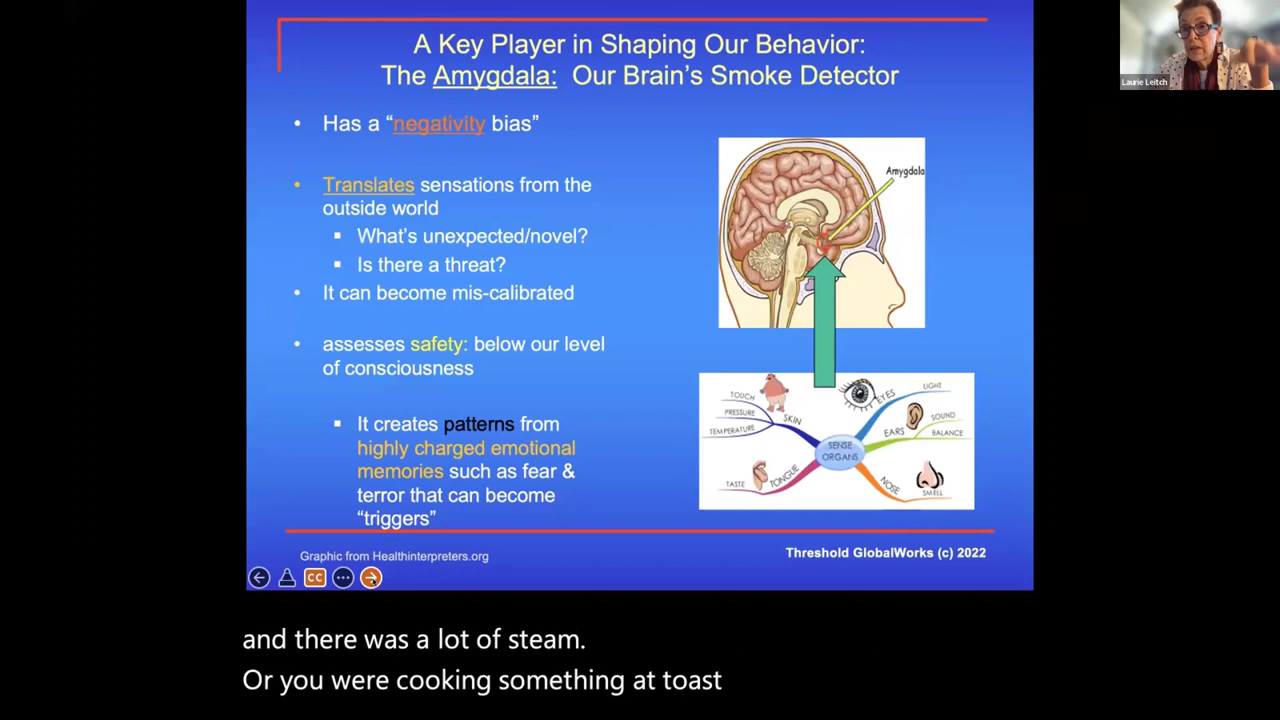 A Key Player in Shaping Our Behavior:
The Amygdala: Our Brain's Smoke Detector
Laurie Leitch
• Has a “negativity bias”
• Translates sensations from the
outside world
▪ What's unexpected/novel?
▪ Is there a threat?
• It can become mis-calibrated
• assesses safety: below our level
of consciousness
▪ It creates patterns from
highly charged emotional
memories such as fear &
terror that can become
“triggers”
Amygdala
TOUCH
PRESSURE
TEMPERATURE
SKIN
EYES
LIGHT
EARS
SOUND
BALANCE
SENSE
ORGANS
TASTE
TONGUE
NOSE
SMELL
Graphic from Healthinterpreters.org
Threshold GlobalWorks (c) 2022
CC
and there was a lot of steam.
Or you were cooking something at toast